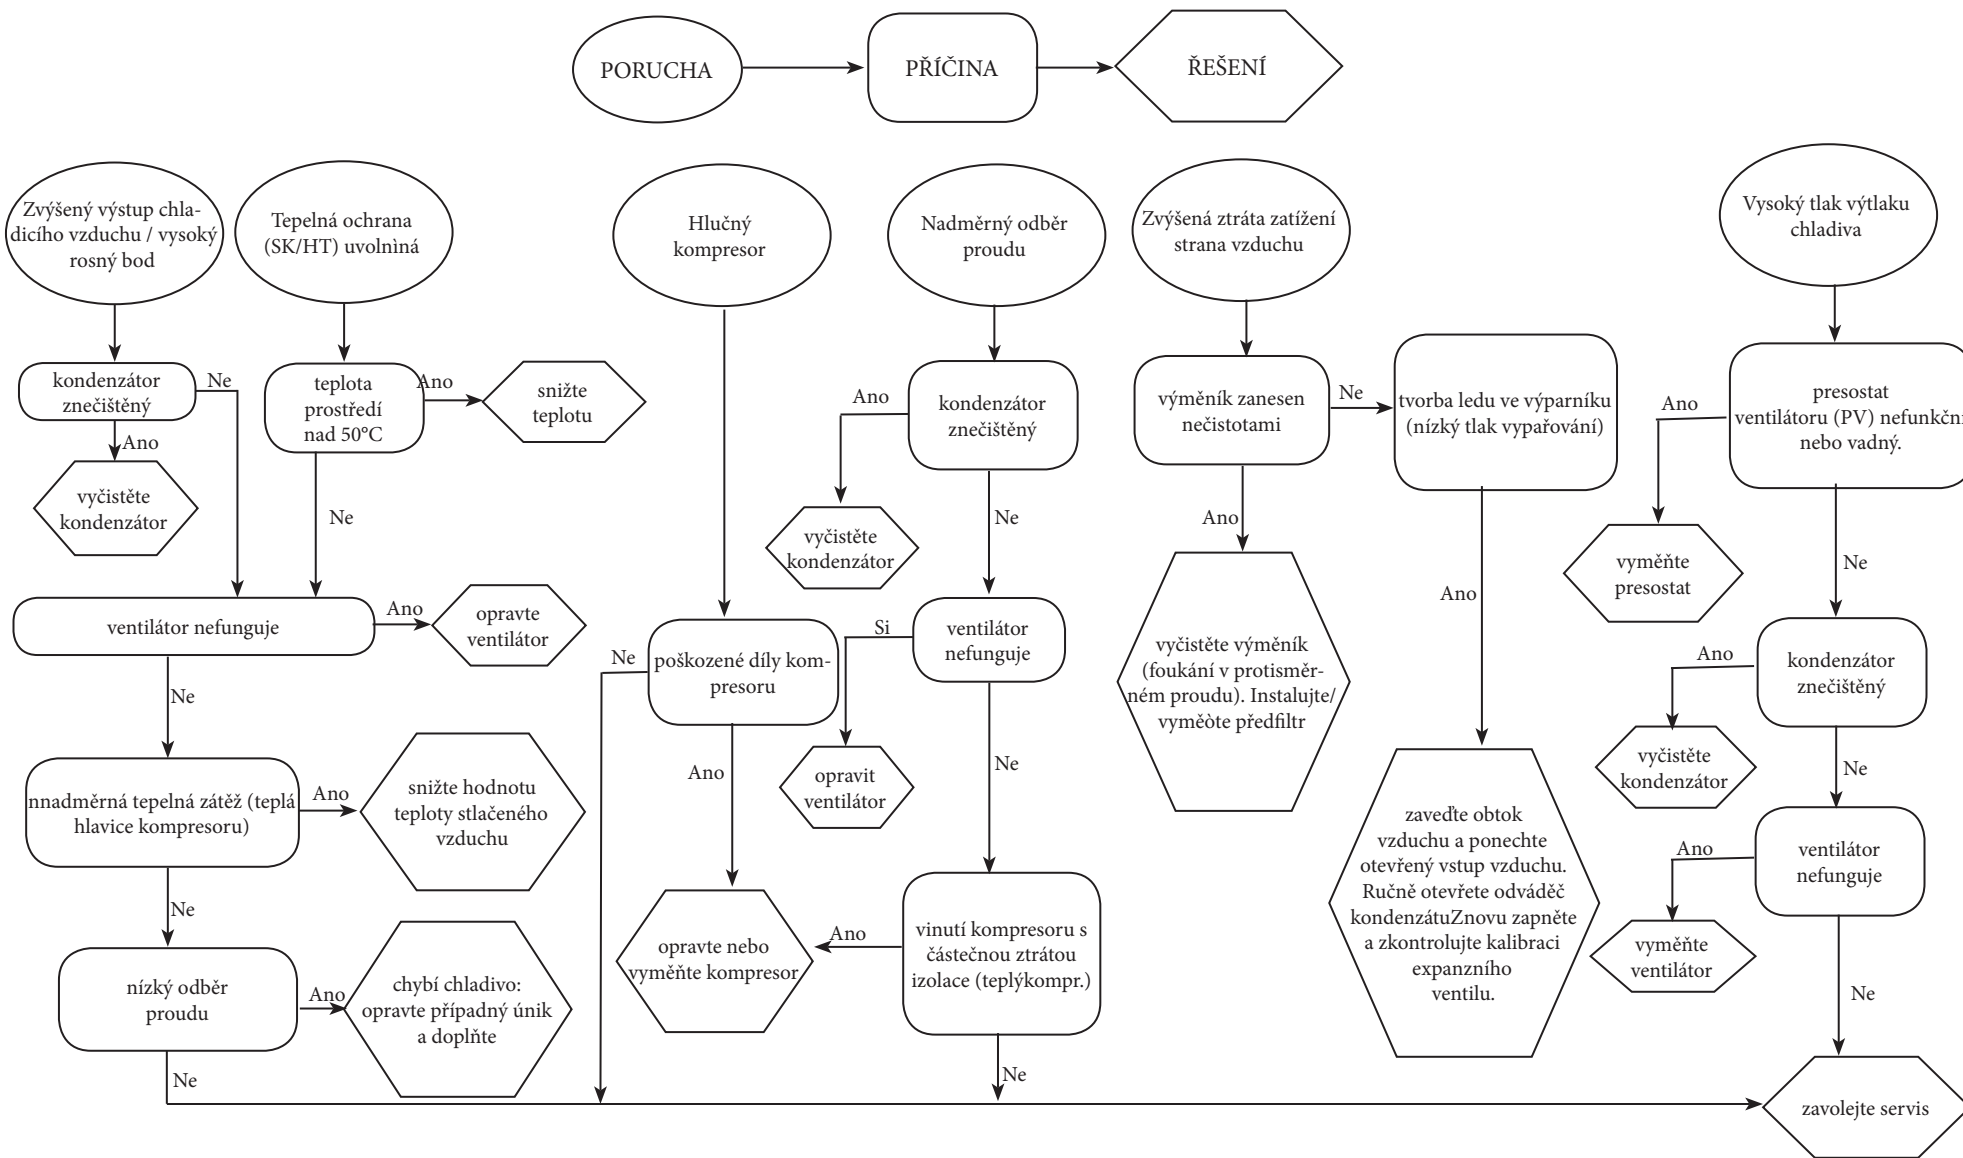 PORUCHA
PŘÍČINA
ŘEŠENÍ
Zvýšený výstup chla-
dicího vzduchu / vysoký
rosný bod
Tepelná ochrana
(SK/HT) uvolnìná
Hlučný
kompresor
Nadměrný odběr
proudu
Zvýšená ztráta zatížení
strana vzduchu
Vysoký tlak výtlaku
chladiva
kondenzátor
znečištěný
Ne
Ano
vyčistěte
kondenzátor
teplota
prostředí
nad 50°C
Ano
snižte
teplotu
Ne
ventilátor nefunguje
Ano
opravte
ventilátor
Ne
nnadměrná tepelná zátěž (teplá
hlavice kompresoru)
Ano
snižte hodnotu
teploty stlačeného
vzduchu
Ne
nízký odběr
proudu
Ano
chybí chladivo:
opravte případný únik
a doplňte
Ne
poškozené díly kom-
presoru
Ne
Ano
opravte nebo
vyměňte kompresor
kondenzátor
znečištěný
Ano
vyčistěte
kondenzátor
Ne
ventilátor
nefunguje
Si
opravit
ventilátor
Ne
vinutí kompresoru s
částečnou ztrátou
izolace (teplýkompr.)
Ano
Ne
výměník zanesen
nečistotami
Ne
Ano
vyčistěte výměník
(foukání v protisměr-
ném proudu). Instalujte/
vyměòte předfiltr
tvorba ledu ve výparníku
(nízký tlak vypařování)
Ano
zaveďte obtok
vzduchu a ponechte
otevřený vstup vzduchu.
Ručně otevřete odváděč
kondenzátuZnovu zapněte
a zkontrolujte kalibraci
expanzního
ventilu.
presostat
ventilátoru (PV) nefunkční
nebo vadný.
Ano
vyměňte
presostat
Ne
kondenzátor
znečištěný
Ano
vyčistěte
kondenzátor
Ne
ventilátor
nefunguje
Ano
vyměňte
ventilátor
Ne
zavolejte servis